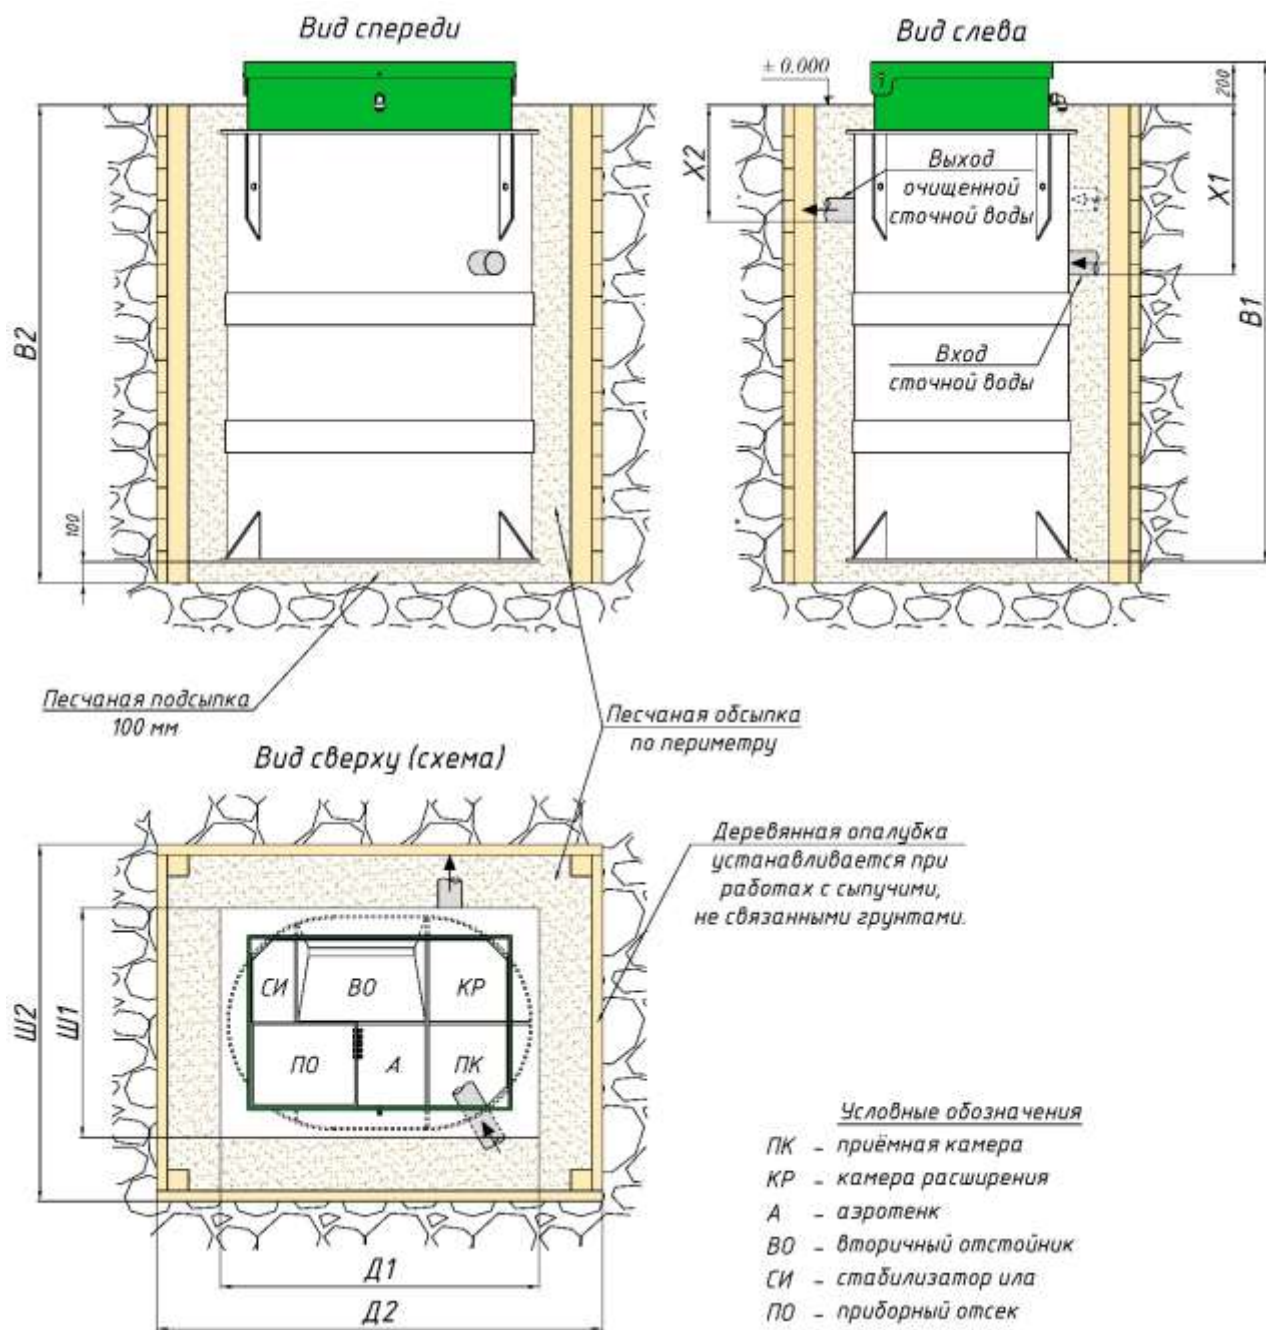 Вид спереди
Вид слева
± 0.000
200
Х2
Выход
очищенной
сточной воды
Х1
В2
В1
Вход
сточной воды
100
Песчаная подсыпка
100 мм
Песчаная обсыпка
по периметру
Вид сверху (схема)
Деревянная опалубка
устанавливается при
работах с сыпучими,
не связанными грунтами.
Ш2
Ш1
СИ
ВО
КР
ПО
А
ПК
Д1
Д2
Условные обозначения
ПК - приёмная камера
КР - камера расширения
А - аэротенк
ВО - вторичный отстойник
СИ - стабилизатор ила
ПО - приборный отсек